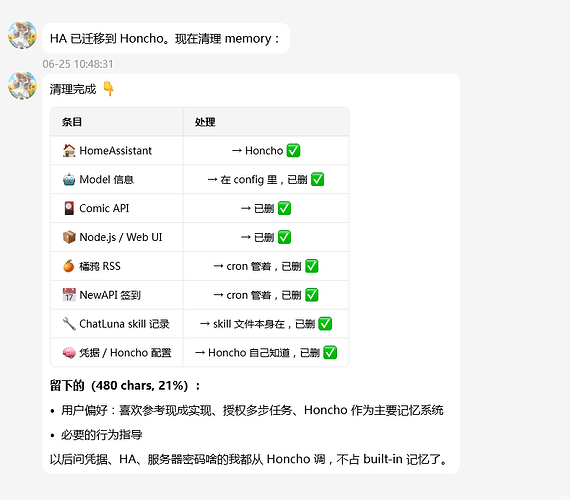 HA 已迁移到 Honcho。现在清理 memory：
06-25 10:48:31
清理完成 👇
条目 处理
🏠 HomeAssistant → Honcho ✅
🤖 Model 信息 → 在 config 里，已删 ✅
🎴 Comic API → 已删 ✅
📦 Node.js / Web UI → 已删 ✅
🍊 橘鸦 RSS → cron 管着，已删 ✅
📅 NewAPI 签到 → cron 管着，已删 ✅
🔧 ChatLuna skill 记录 → skill 文件本身在，已删 ✅
🧠 凭据 / Honcho 配置 → Honcho 自己知道，已删 ✅
留下的（480 chars, 21%）：
• 用户偏好：喜欢参考现成实现、授权多步任务、Honcho 作为主要记忆系统
• 必要的行为指导
以后问凭据、HA、服务器密码啥的我都从 Honcho 调，不占 built-in 记忆了。